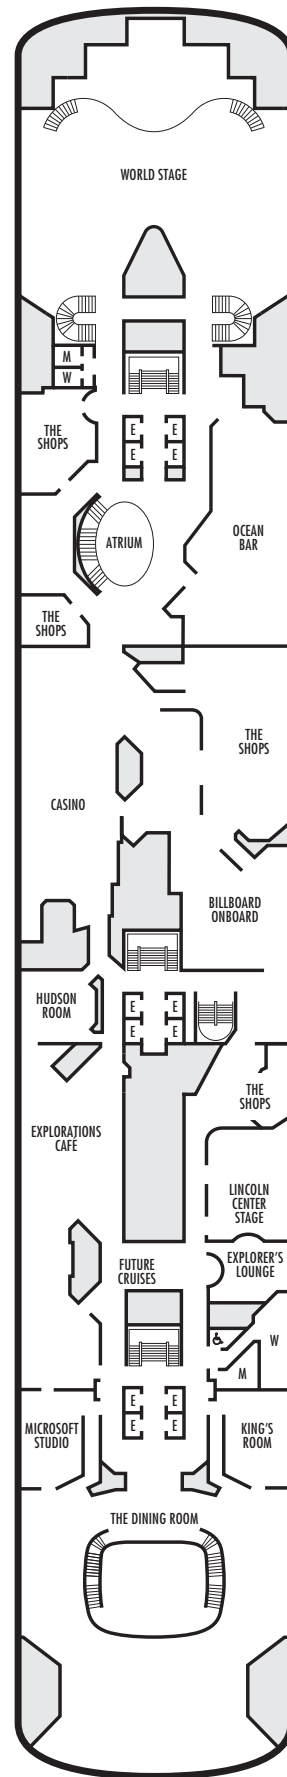 WORLD STAGE
M
W
THE
SHOPS
E
E
E
E
ATRIUM
OCEAN
BAR
THE
SHOPS
THE
SHOPS
CASINO
BILLBOARD
ONBOARD
HUDSON
ROOM
E
E
E
E
THE
SHOPS
EXPLORATIONS
CAFÉ
LINCOLN
CENTER
STAGE
EXPLORER'S
LOUNGE
FUTURE
CRUISES
W
M
E
E
E
E
MICROSOFT
STUDIO
KING'S
ROOM
THE DINING ROOM